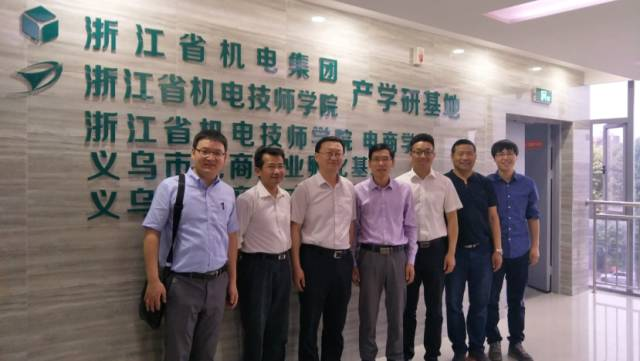 浙江省机电集团
浙江省机电技师学院 产学研基地
浙江省机电技师学院 电商学
义乌市 商 业 化基
义乌